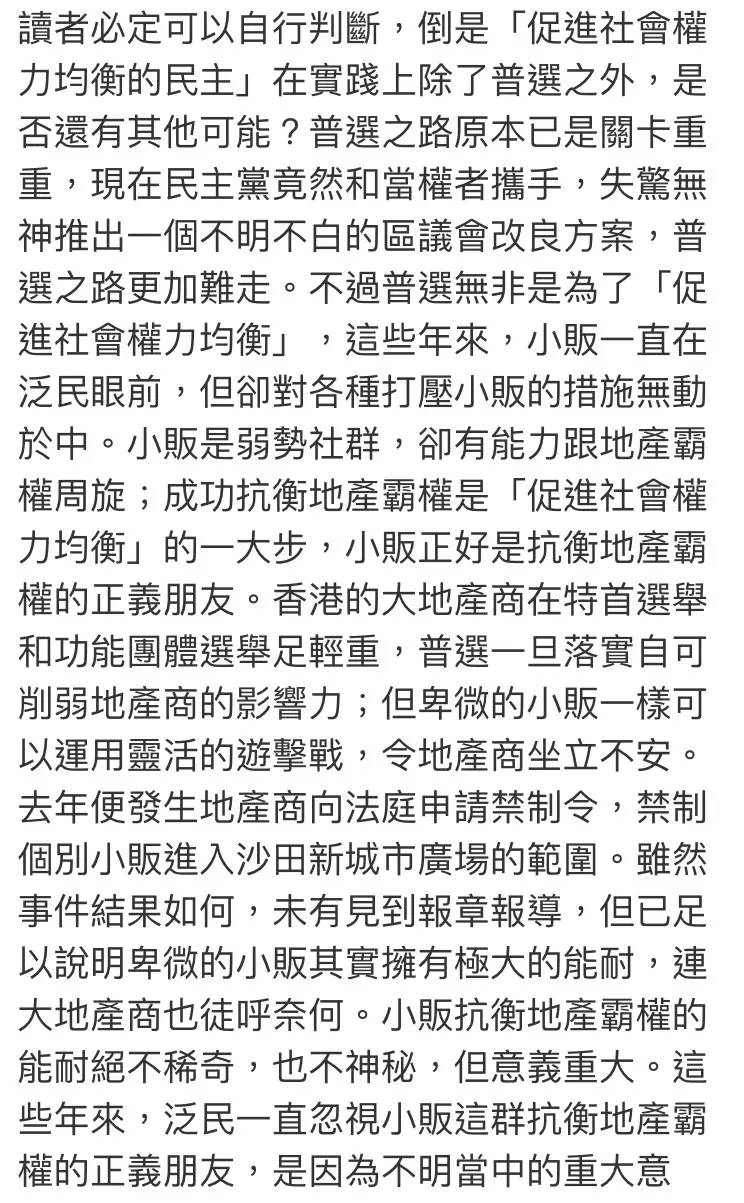 讀者必定可以自行判斷，倒是「促進社會權
力均衡的民主」在實踐上除了普選之外，是
否還有其他可能？普選之路原本已是關卡重
重，現在民主黨竟然和當權者攜手，失驚無
神推出一個不明不白的區議會改良方案，普
選之路更加難走。不過普選無非是為了「促
進社會權力均衡」，這些年來，小販一直在
泛民眼前，但卻對各種打壓小販的措施無動
於中。小販是弱勢社群，卻有能力跟地產霸
權周旋；成功抗衡地產霸權是「促進社會權
力均衡」的一大步，小販正好是抗衡地產霸
權的正義朋友。香港的大地產商在特首選舉
和功能團體選舉足輕重，普選一旦落實自可
削弱地產商的影響力；但卑微的小販一樣可
以運用靈活的遊擊戰，令地產商坐立不安。
去年便發生地產商向法庭申請禁制令，禁制
個別小販進入沙田新城市廣場的範圍。雖然
事件結果如何，未有見到報章報導，但已足
以說明卑微的小販其實擁有極大的能耐，連
大地產商也徒呼奈何。小販抗衡地產霸權的
能耐絕不稀奇，也不神秘，但意義重大。這
些年來，泛民一直忽視小販這群抗衡地產霸
權的正義朋友，是因為不明當中的重大意